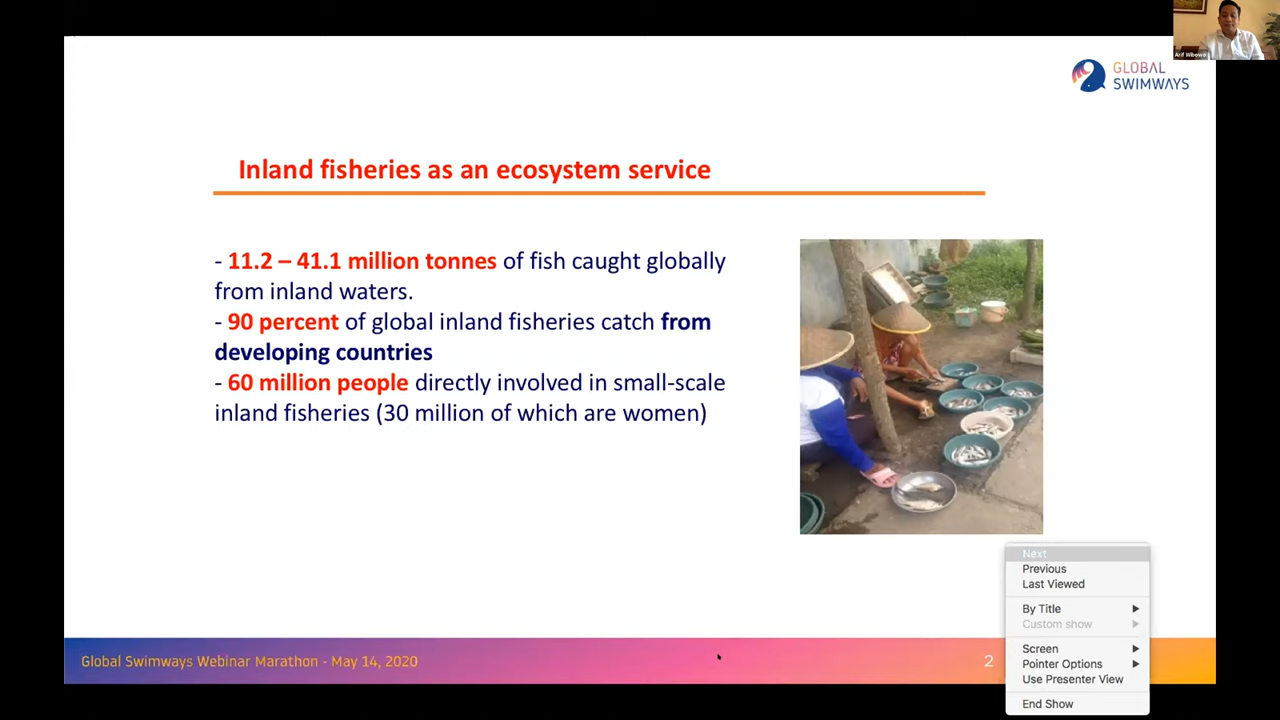 Arif Wibowo
GLOBAL
SWIMWAYS
Inland fisheries as an ecosystem service
- 11.2 – 41.1 million tonnes of fish caught globally
from inland waters.
- 90 percent of global inland fisheries catch from
developing countries
- 60 million people directly involved in small-scale
inland fisheries (30 million of which are women)
Next
Previous
Last Viewed
By Title
Custom show
Screen
Pointer Options
Use Presenter View
End Show
Global Swimways Webinar Marathon - May 14, 2020
2